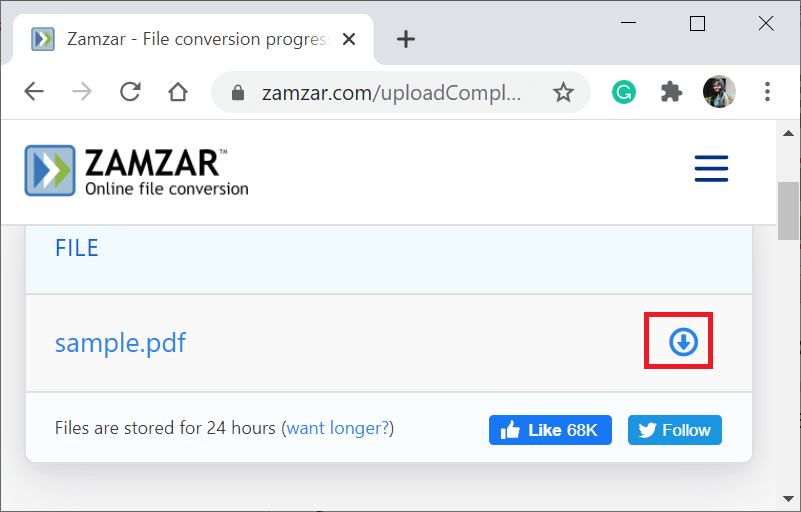 Zamzar - File conversion progres
zamzar.com/uploadCompl...
ZAMZAR™
Online file conversion
FILE
sample.pdf
Files are stored for 24 hours (want longer?)
Like 68K
Follow